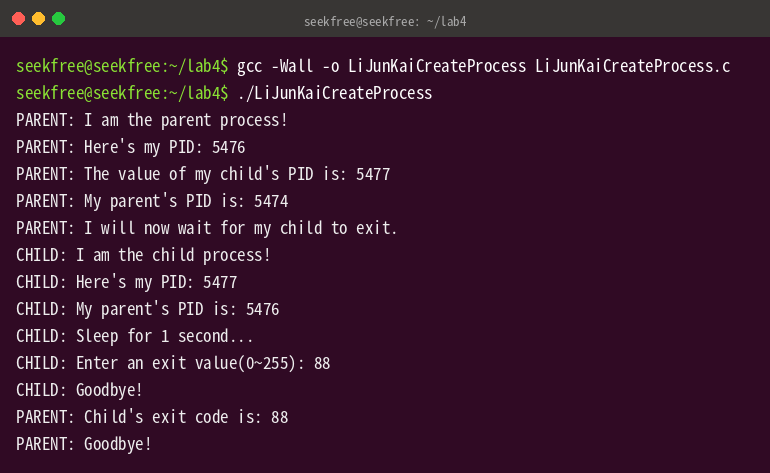 seekfree@seekfree: ~/lab4
seekfree@seekfree:~/lab4$ gcc -Wall -o LiJunKaiCreateProcess LiJunKaiCreateProcess.c
seekfree@seekfree:~/lab4$ ./LiJunKaiCreateProcess
PARENT: I am the parent process!
PARENT: Here's my PID: 5476
PARENT: The value of my child's PID is: 5477
PARENT: My parent's PID is: 5474
PARENT: I will now wait for my child to exit.
CHILD: I am the child process!
CHILD: Here's my PID: 5477
CHILD: My parent's PID is: 5476
CHILD: Sleep for 1 second...
CHILD: Enter an exit value(0~255): 88
CHILD: Goodbye!
PARENT: Child's exit code is: 88
PARENT: Goodbye!